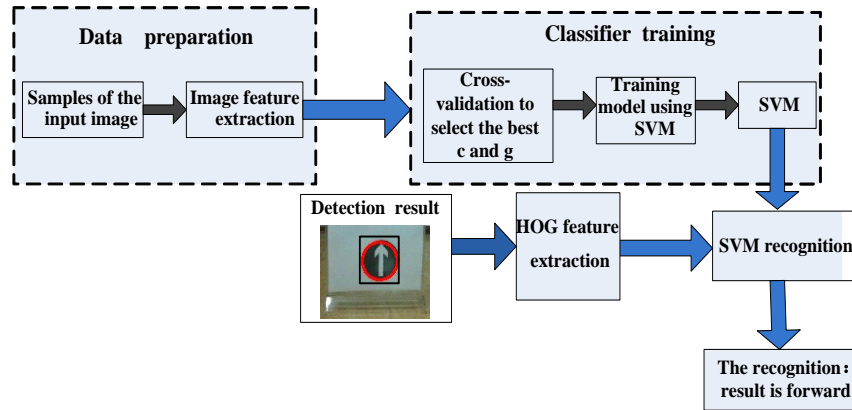 Data preparation
Classifier training
Samples of the
input image
Image feature
extraction
Cross-
validation to
select the best
c and g
Training
model using
SVM
SVM
Detection result
HOG feature
extraction
SVM recognition
The recognition：
result is forward